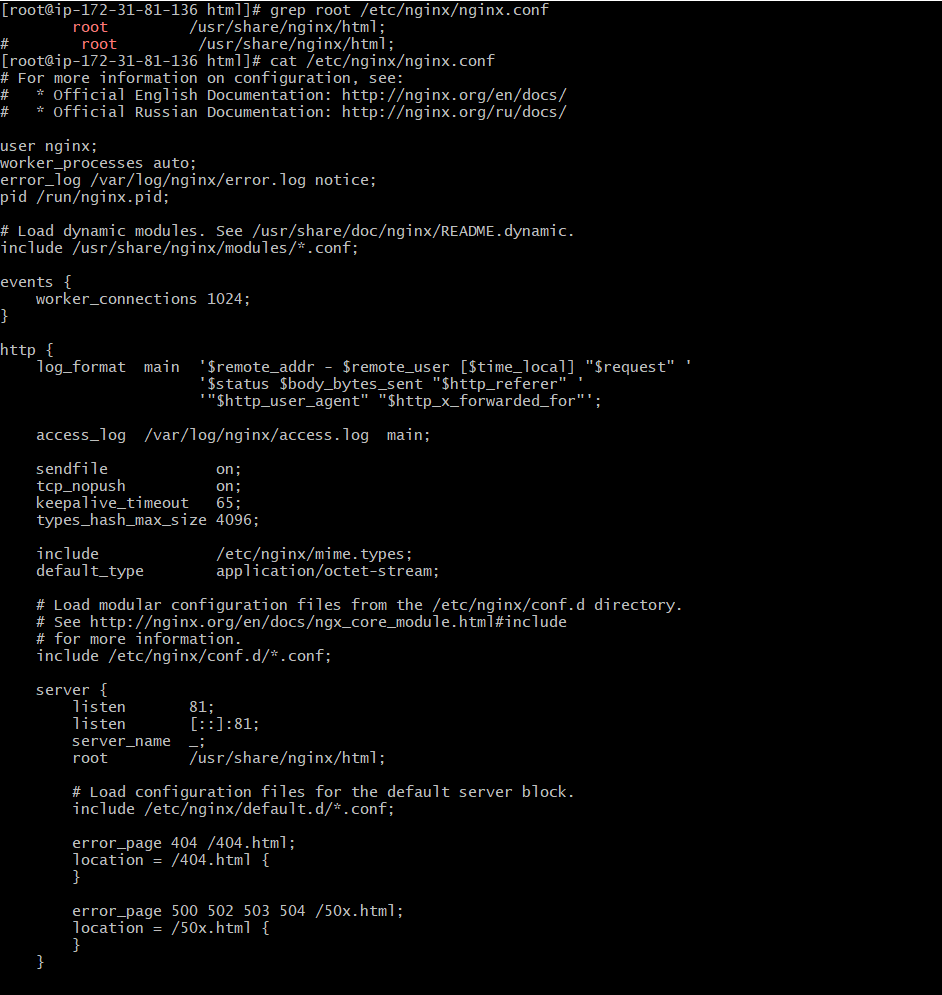 [root@ip-172-31-81-136 html]# grep root /etc/nginx/nginx.conf
        root         /usr/share/nginx/html;
#        root         /usr/share/nginx/html;
[root@ip-172-31-81-136 html]# cat /etc/nginx/nginx.conf
# For more information on configuration, see:
#   * Official English Documentation: http://nginx.org/en/docs/
#   * Official Russian Documentation: http://nginx.org/ru/docs/

user nginx;
worker_processes auto;
error_log /var/log/nginx/error.log notice;
pid /run/nginx.pid;

# Load dynamic modules. See /usr/share/doc/nginx/README.dynamic.
include /usr/share/nginx/modules/*.conf;

events {
    worker_connections 1024;
}

http {
    log_format  main  '$remote_addr - $remote_user [$time_local] "$request" '
                      '$status $body_bytes_sent "$http_referer" '
                      '"$http_user_agent" "$http_x_forwarded_for"';

    access_log  /var/log/nginx/access.log  main;

    sendfile            on;
    tcp_nopush          on;
    keepalive_timeout   65;
    types_hash_max_size 4096;

    include             /etc/nginx/mime.types;
    default_type        application/octet-stream;

    # Load modular configuration files from the /etc/nginx/conf.d directory.
    # See http://nginx.org/en/docs/ngx_core_module.html#include
    # for more information.
    include /etc/nginx/conf.d/*.conf;

    server {
        listen       81;
        listen       [::]:81;
        server_name  _;
        root         /usr/share/nginx/html;

        # Load configuration files for the default server block.
        include /etc/nginx/default.d/*.conf;

        error_page 404 /404.html;
        location = /404.html {
        }

        error_page 500 502 503 504 /50x.html;
        location = /50x.html {
        }
    }